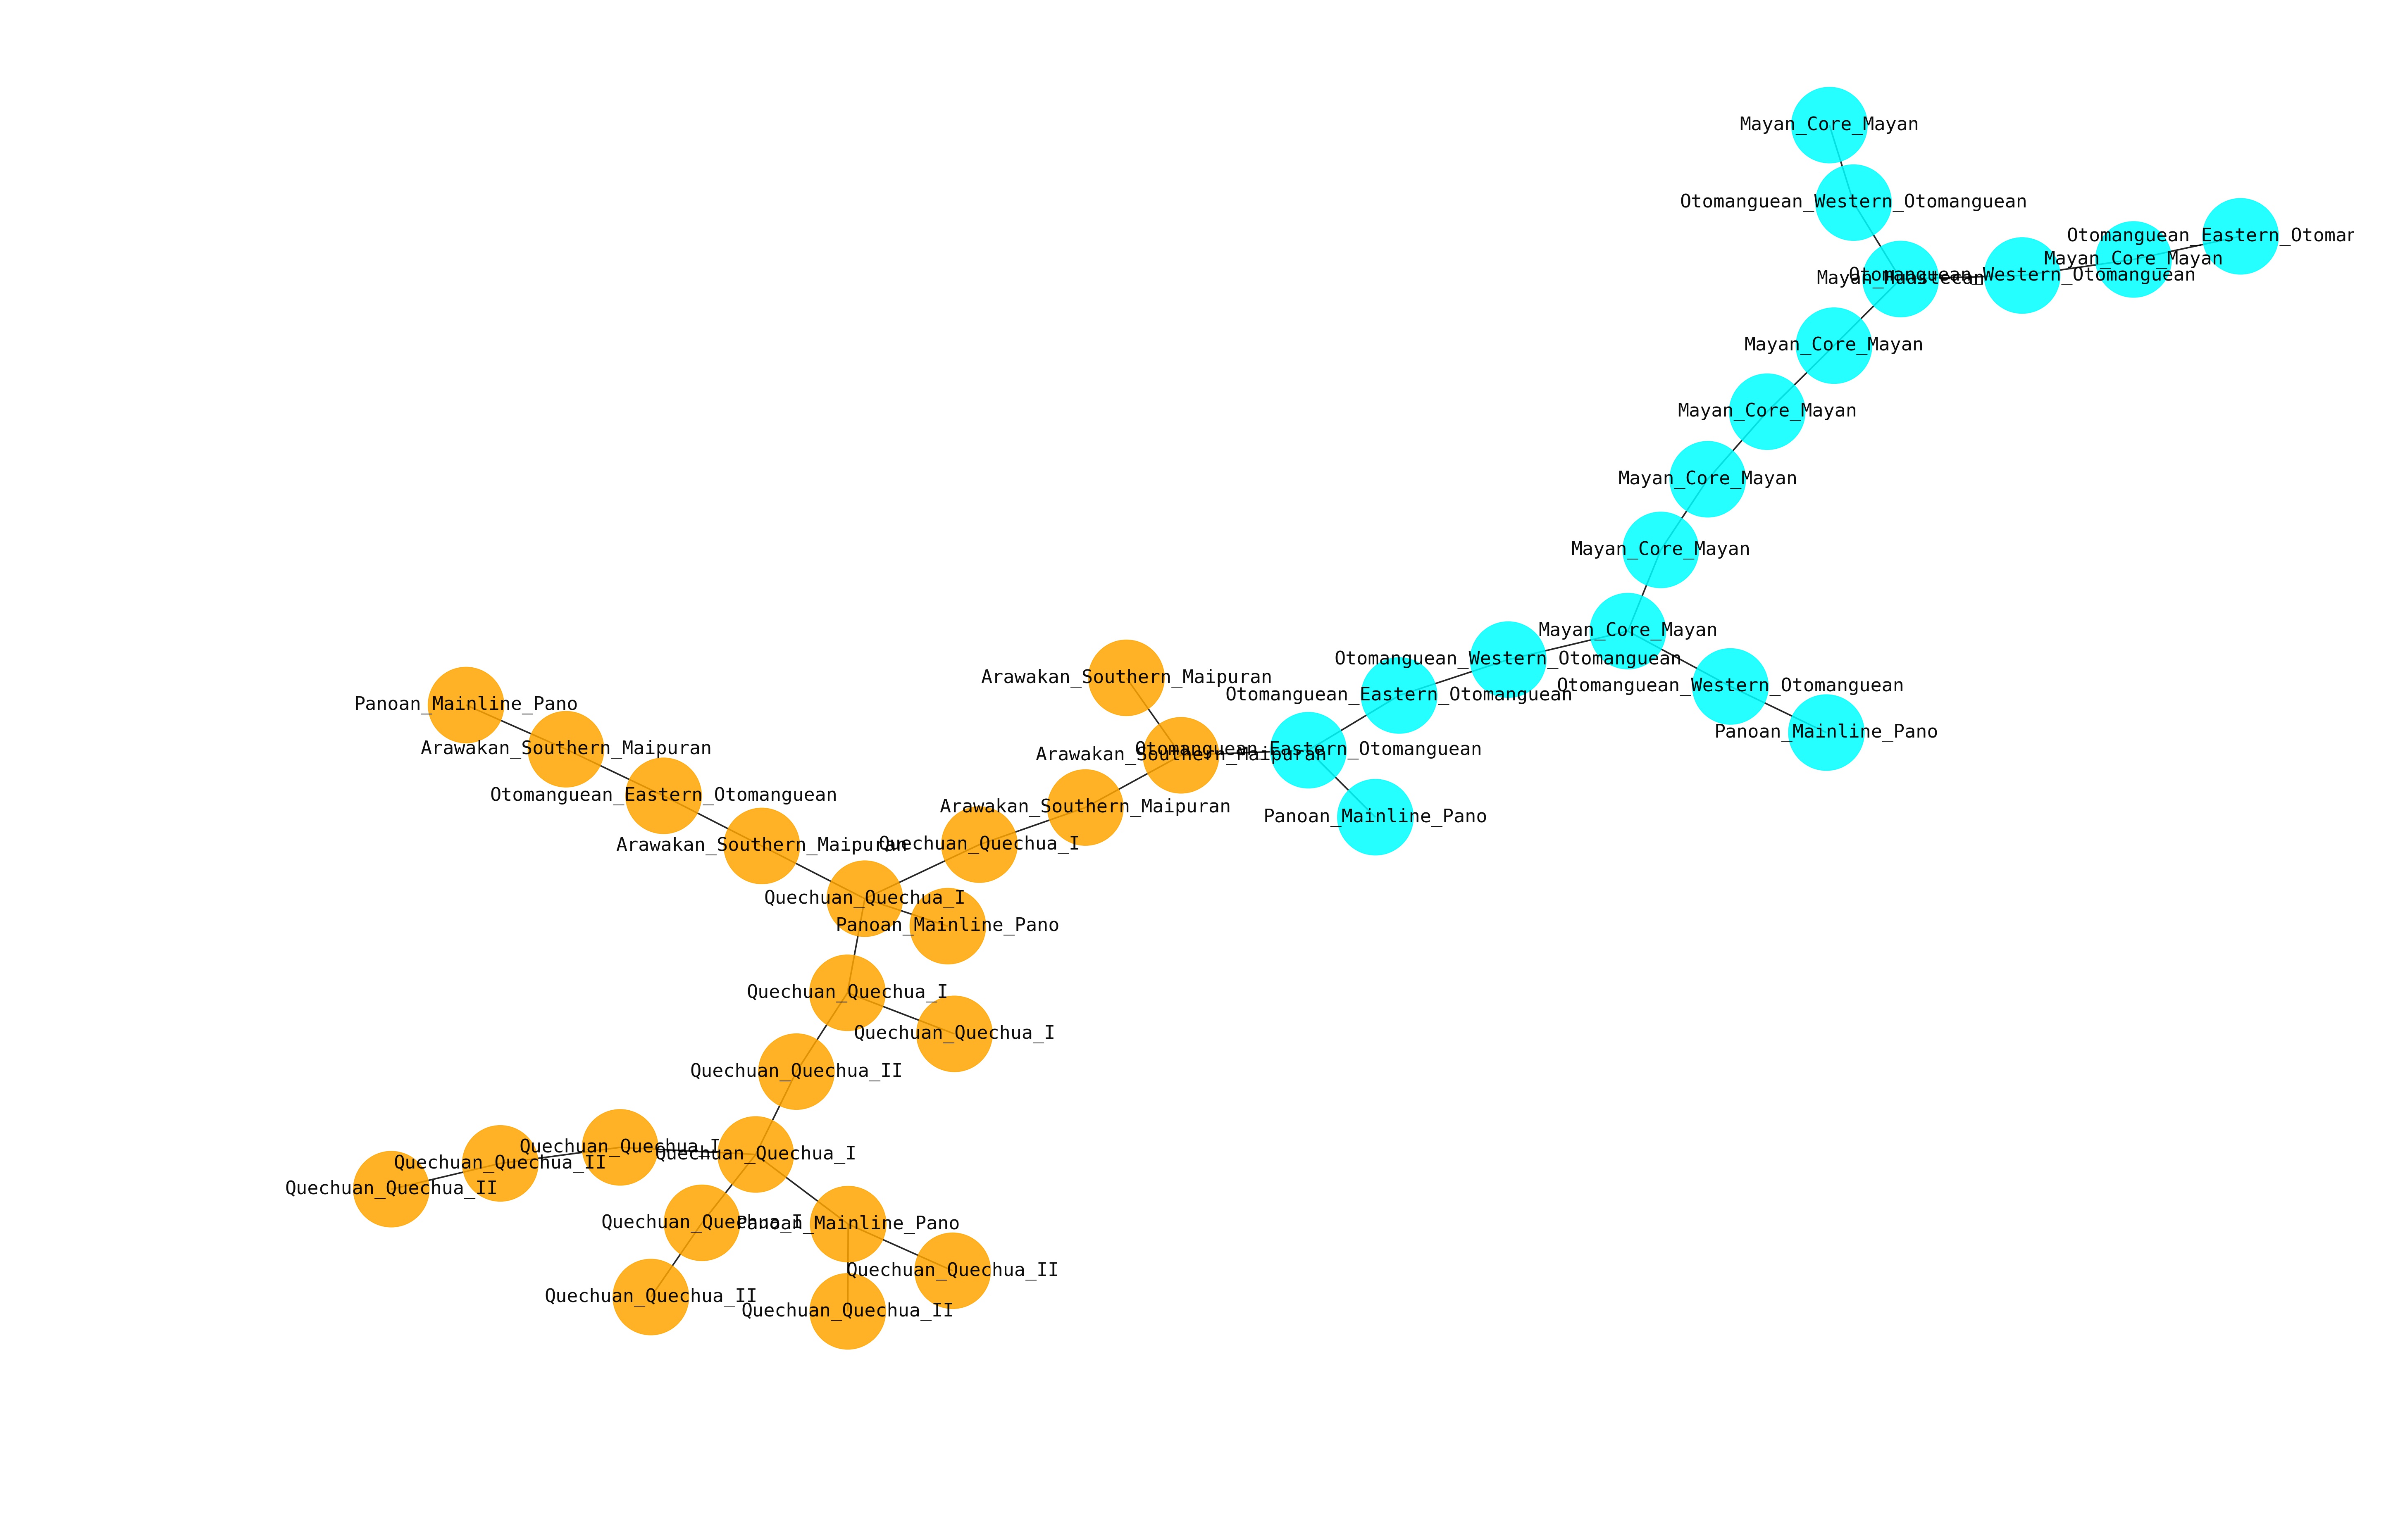 Mayan_Core_Mayan
Otomanguean_Western_Otomanguean
Otomanguean_Eastern_Otomar
Mayan_Core_Mayan
Otomanguean_Western_Otomanguean
Mayan_Huastecan
Mayan_Core_Mayan
Mayan_Core_Mayan
Mayan_Core_Mayan
Mayan_Core_Mayan
Mayan_Core_Mayan
Otomanguean_Western_Otomanguean
Arawakan_Southern_Maipuran
Otomanguean_Western_Otomanguean
Otomanguean_Eastern_Otomanguean
Panoan_Mainline_Pano
Panoan_Mainline_Pano
Arawakan_Southern_Maipuran
Otomanguean_Eastern_Otomanguean
Arawakan_Southern_Maipuran
Otomanguean_Eastern_Otomanguean
Arawakan_Southern_Maipuran
Panoan_Mainline_Pano
Arawakan_Southern_Maipuran
Quechuan_Quechua_I
Quechuan_Quechua_I
Panoan_Mainline_Pano
Quechuan_Quechua_I
Quechuan_Quechua_I
Quechuan_Quechua_II
Quechuan_Quechua_I
Quechuan_Quechua_I
Quechuan_Quechua_II
Quechuan_Quechua_II
Quechuan_Quechua_I
Panoan_Mainline_Pano
Quechuan_Quechua_II
Quechuan_Quechua_II
Quechuan_Quechua_II